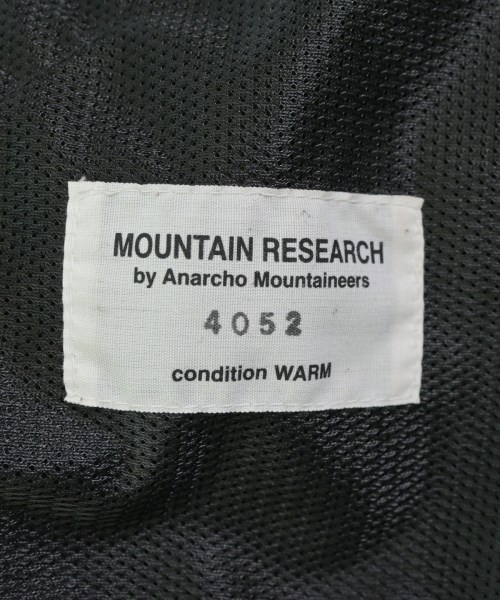 MOUNTAIN RESEARCH
by Anarcho Mountaineers
4052
condition WARM